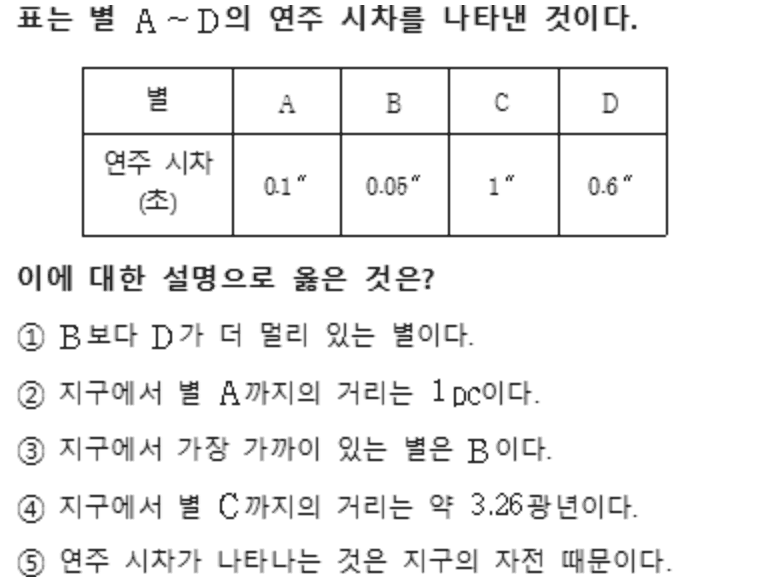 표는 별 A ~ D의 연주 시차를 나타낸 것이다.
별 A B C D
연주 시차 (초) 0.1″ 0.05″ 1″ 0.6″
이에 대한 설명으로 옳은 것은?
① B보다 D가 더 멀리 있는 별이다.
② 지구에서 별 A까지의 거리는 1pc이다.
③ 지구에서 가장 가까이 있는 별은 B이다.
④ 지구에서 별 C까지의 거리는 약 3.26광년이다.
⑤ 연주 시차가 나타나는 것은 지구의 자전 때문이다.